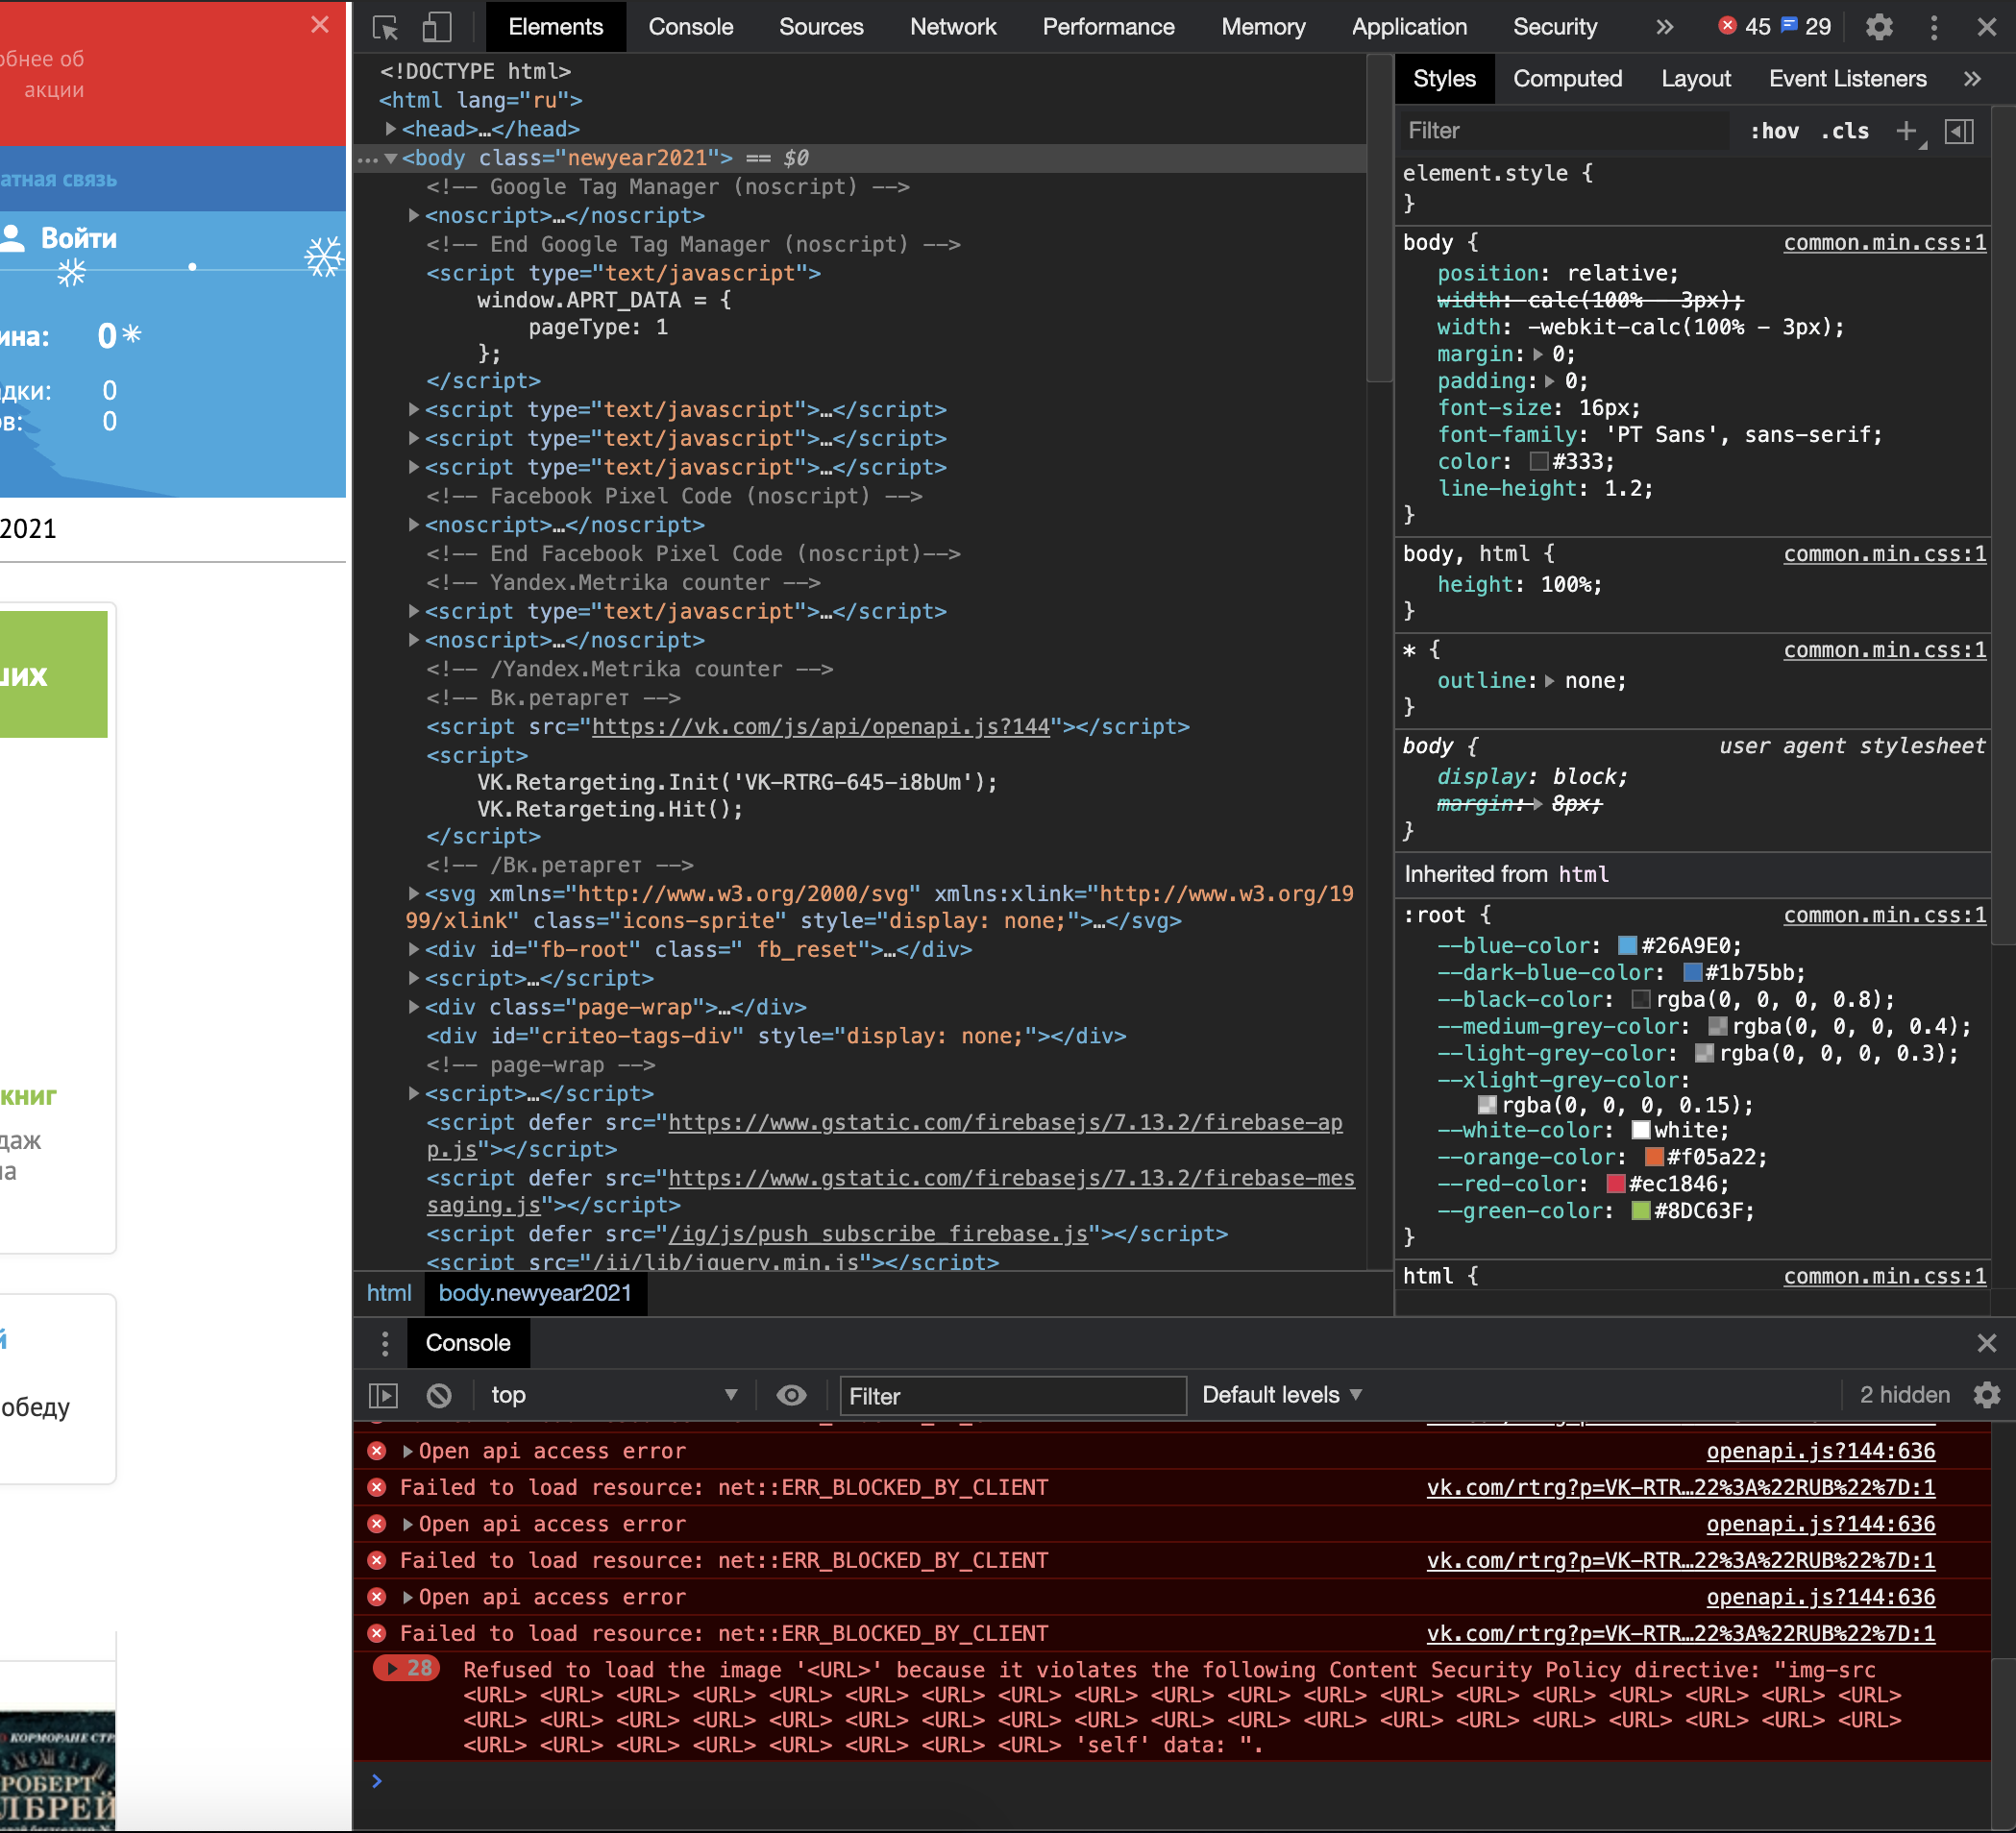 обнее об
акции
атная связь
Войти
ина: 0
дки: 0
в: 0
2021
ших
книг
даж
на
й
обеду
КОРМОРАНЕ СТР
РОБЕРТ
ЛБРЕЙ
Elements Console Sources Network Performance Memory Application Security » 45 29
<!DOCTYPE html>
<html lang="ru">
<head>…</head>
…<body class="newyear2021"> == $0
<!-- Google Tag Manager (noscript) -->
<noscript>…</noscript>
<!-- End Google Tag Manager (noscript) -->
<script type="text/javascript">
window.APRT_DATA = {
pageType: 1
};
</script>
<script type="text/javascript">…</script>
<script type="text/javascript">…</script>
<script type="text/javascript">…</script>
<!-- Facebook Pixel Code (noscript) -->
<noscript>…</noscript>
<!-- End Facebook Pixel Code (noscript)-->
<!-- Yandex.Metrika counter -->
<script type="text/javascript">…</script>
<noscript>…</noscript>
<!-- /Yandex.Metrika counter -->
<!-- Вк.ретаргет -->
<script src="https://vk.com/js/api/openapi.js?144"></script>
<script>
VK.Retargeting.Init('VK-RTRG-645-i8bUm');
VK.Retargeting.Hit();
</script>
<!-- /Вк.ретаргет -->
<svg xmlns="http://www.w3.org/2000/svg" xmlns:xlink="http://www.w3.org/19
99/xlink" class="icons-sprite" style="display: none;">…</svg>
<div id="fb-root" class=" fb_reset">…</div>
<script>…</script>
<div class="page-wrap">…</div>
<div id="criteo-tags-div" style="display: none;"></div>
<!-- page-wrap -->
<script>…</script>
<script defer src="https://www.gstatic.com/firebasejs/7.13.2/firebase-ap
p.js"></script>
<script defer src="https://www.gstatic.com/firebasejs/7.13.2/firebase-mes
saging.js"></script>
<script defer src="/ig/js/push_subscribe_firebase.js"></script>
<script src="/ii/lib/jquery.min.js"></script>
html body.newyear2021
Styles Computed Layout Event Listeners »
Filter :hov .cls +
element.style {
}
body { common.min.css:1
position: relative;
width: calc(100% - 3px);
width: -webkit-calc(100% - 3px);
margin: 0;
padding: 0;
font-size: 16px;
font-family: 'PT Sans', sans-serif;
color: #333;
line-height: 1.2;
}
body, html { common.min.css:1
height: 100%;
}
* { common.min.css:1
outline: none;
}
body { user agent stylesheet
display: block;
margin: 8px;
}
Inherited from html
:root { common.min.css:1
--blue-color: #26A9E0;
--dark-blue-color: #1b75bb;
--black-color: rgba(0, 0, 0, 0.8);
--medium-grey-color: rgba(0, 0, 0, 0.4);
--light-grey-color: rgba(0, 0, 0, 0.3);
--xlight-grey-color:
rgba(0, 0, 0, 0.15);
--white-color: white;
--orange-color: #f05a22;
--red-color: #ec1846;
--green-color: #8DC63F;
}
html { common.min.css:1
Console
top Filter Default levels 2 hidden
Open api access error openapi.js?144:636
Failed to load resource: net::ERR_BLOCKED_BY_CLIENT vk.com/rtrg?p=VK-RTR…22%3A%22RUB%22%7D:1
Open api access error openapi.js?144:636
Failed to load resource: net::ERR_BLOCKED_BY_CLIENT vk.com/rtrg?p=VK-RTR…22%3A%22RUB%22%7D:1
Open api access error openapi.js?144:636
Failed to load resource: net::ERR_BLOCKED_BY_CLIENT vk.com/rtrg?p=VK-RTR…22%3A%22RUB%22%7D:1
28 Refused to load the image '<URL>' because it violates the following Content Security Policy directive: "img-src
<URL> <URL> <URL> <URL> <URL> <URL> <URL> <URL> <URL> <URL> <URL> <URL> <URL> <URL> <URL> <URL> <URL> <URL> <URL>
<URL> <URL> <URL> <URL> <URL> <URL> <URL> <URL> <URL> <URL> <URL> <URL> <URL> <URL> <URL> <URL> <URL> <URL> <URL>
<URL> <URL> <URL> <URL> <URL> <URL> <URL> <URL> 'self' data: ".